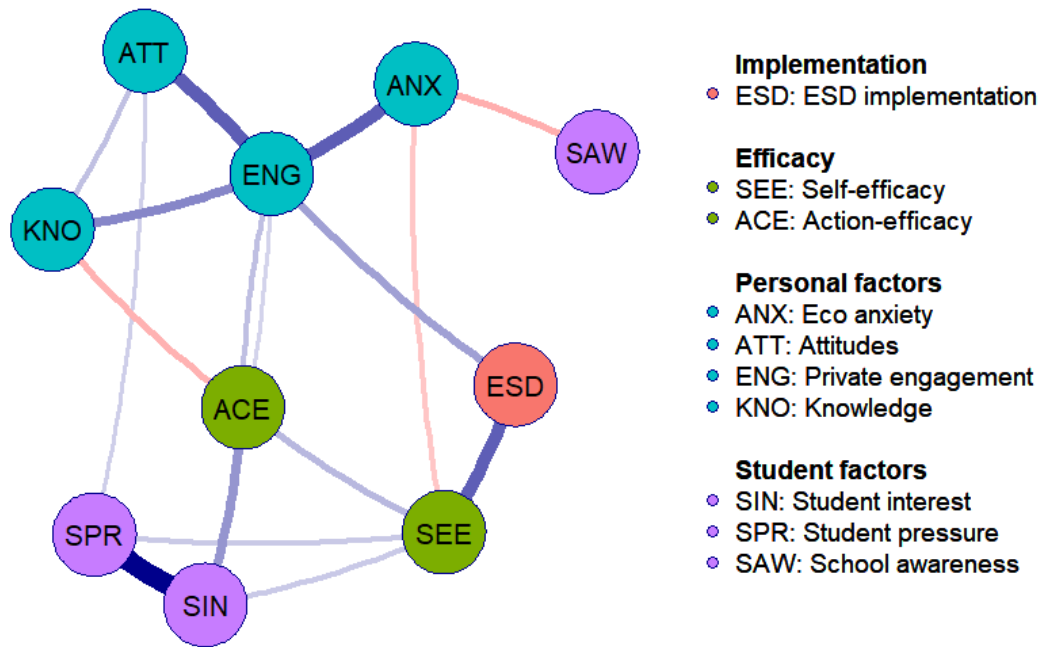 ATT
ANX
SAW
ENG
KNO
ESD
ACE
SEE
SPR
SIN
Implementation
ESD: ESD implementation
Efficacy
SEE: Self-efficacy
ACE: Action-efficacy
Personal factors
ANX: Eco anxiety
ATT: Attitudes
ENG: Private engagement
KNO: Knowledge
Student factors
SIN: Student interest
SPR: Student pressure
SAW: School awareness